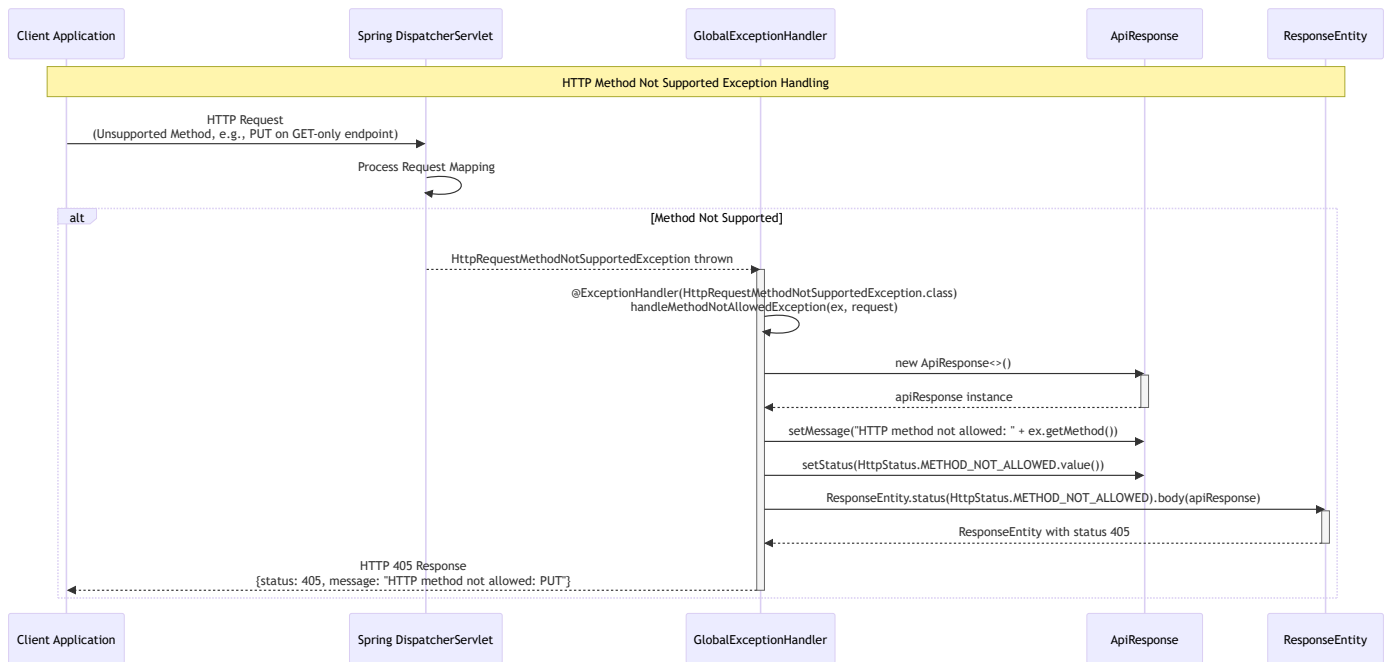 Client Application
Spring DispatcherServlet
GlobalExceptionHandler
ApiResponse
ResponseEntity
HTTP Method Not Supported Exception Handling
HTTP Request
(Unsupported Method, e.g., PUT on GET-only endpoint)
Process Request Mapping
alt
[Method Not Supported]
HttpRequestMethodNotSupportedException thrown
@ExceptionHandler(HttpRequestMethodNotSupportedException.class)
handleMethodNotAllowedException(ex, request)
new ApiResponse<>()
apiResponse instance
setMessage("HTTP method not allowed: " + ex.getMethod())
setStatus(HttpStatus.METHOD_NOT_ALLOWED.value())
ResponseEntity.status(HttpStatus.METHOD_NOT_ALLOWED).body(apiResponse)
ResponseEntity with status 405
HTTP 405 Response
{status: 405, message: "HTTP method not allowed: PUT"}
Client Application
Spring DispatcherServlet
GlobalExceptionHandler
ApiResponse
ResponseEntity